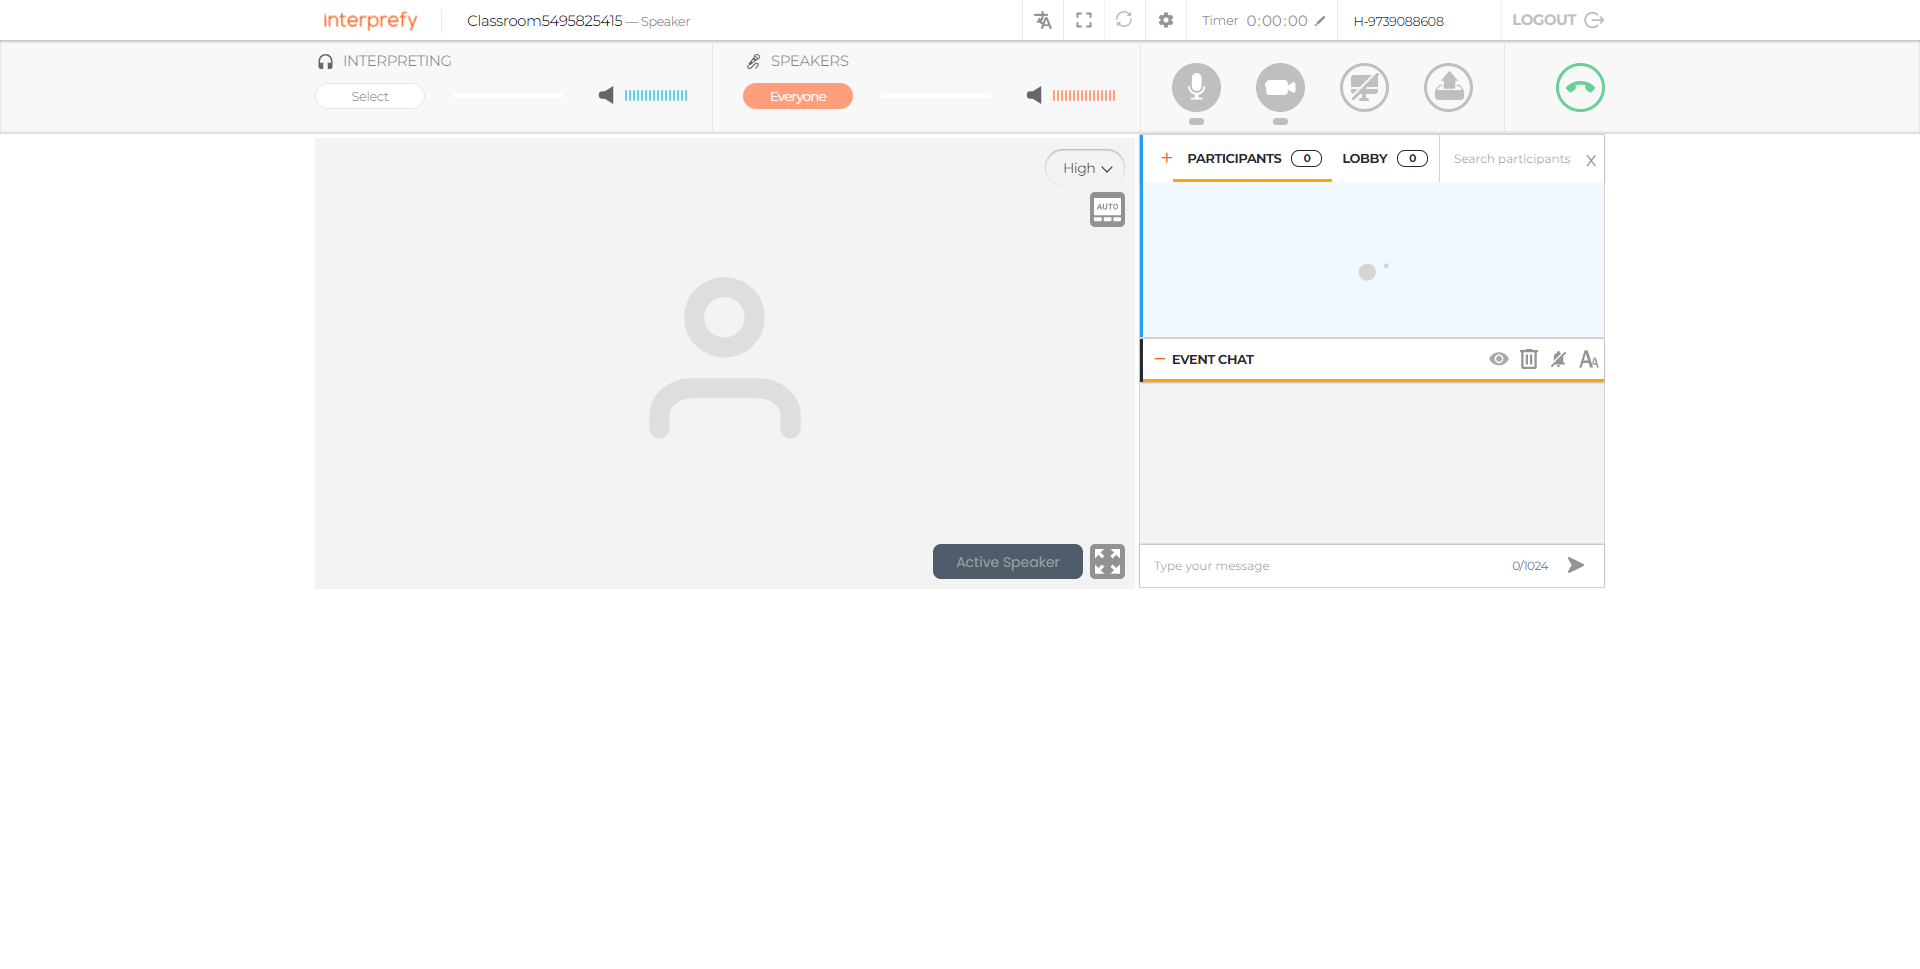 interprefy
Classroom5495825415 — Speaker
Timer 0:00:00
H-9739088608
LOGOUT
INTERPRETING
Select
SPEAKERS
Everyone
High
AUTO
Active Speaker
+ PARTICIPANTS 0
LOBBY 0
Search participants X
− EVENT CHAT
AA
Type your message
0/1024